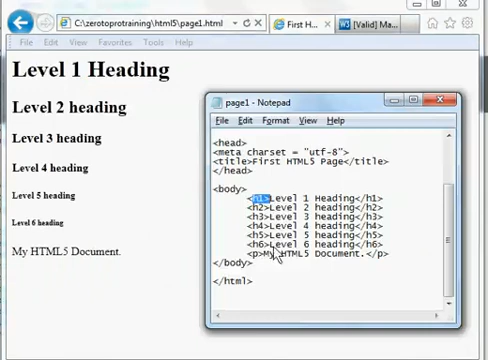 C:\zerotoprotraining\html5\page1.html
First H...
[Valid] Ma...
File Edit View Favorites Tools Help
Level 1 Heading
Level 2 heading
Level 3 heading
Level 4 heading
Level 5 heading
Level 6 heading
My HTML5 Document.
page1 - Notepad
File Edit Format View Help
<head>
<meta charset = "utf-8">
<title>First HTML5 Page</title>
</head>
<body>
<h1>Level 1 Heading</h1>
<h2>Level 2 heading</h2>
<h3>Level 3 heading</h3>
<h4>Level 4 heading</h4>
<h5>Level 5 heading</h5>
<h6>Level 6 heading</h6>
<p>My HTML5 Document.</p>
</body>
</html>